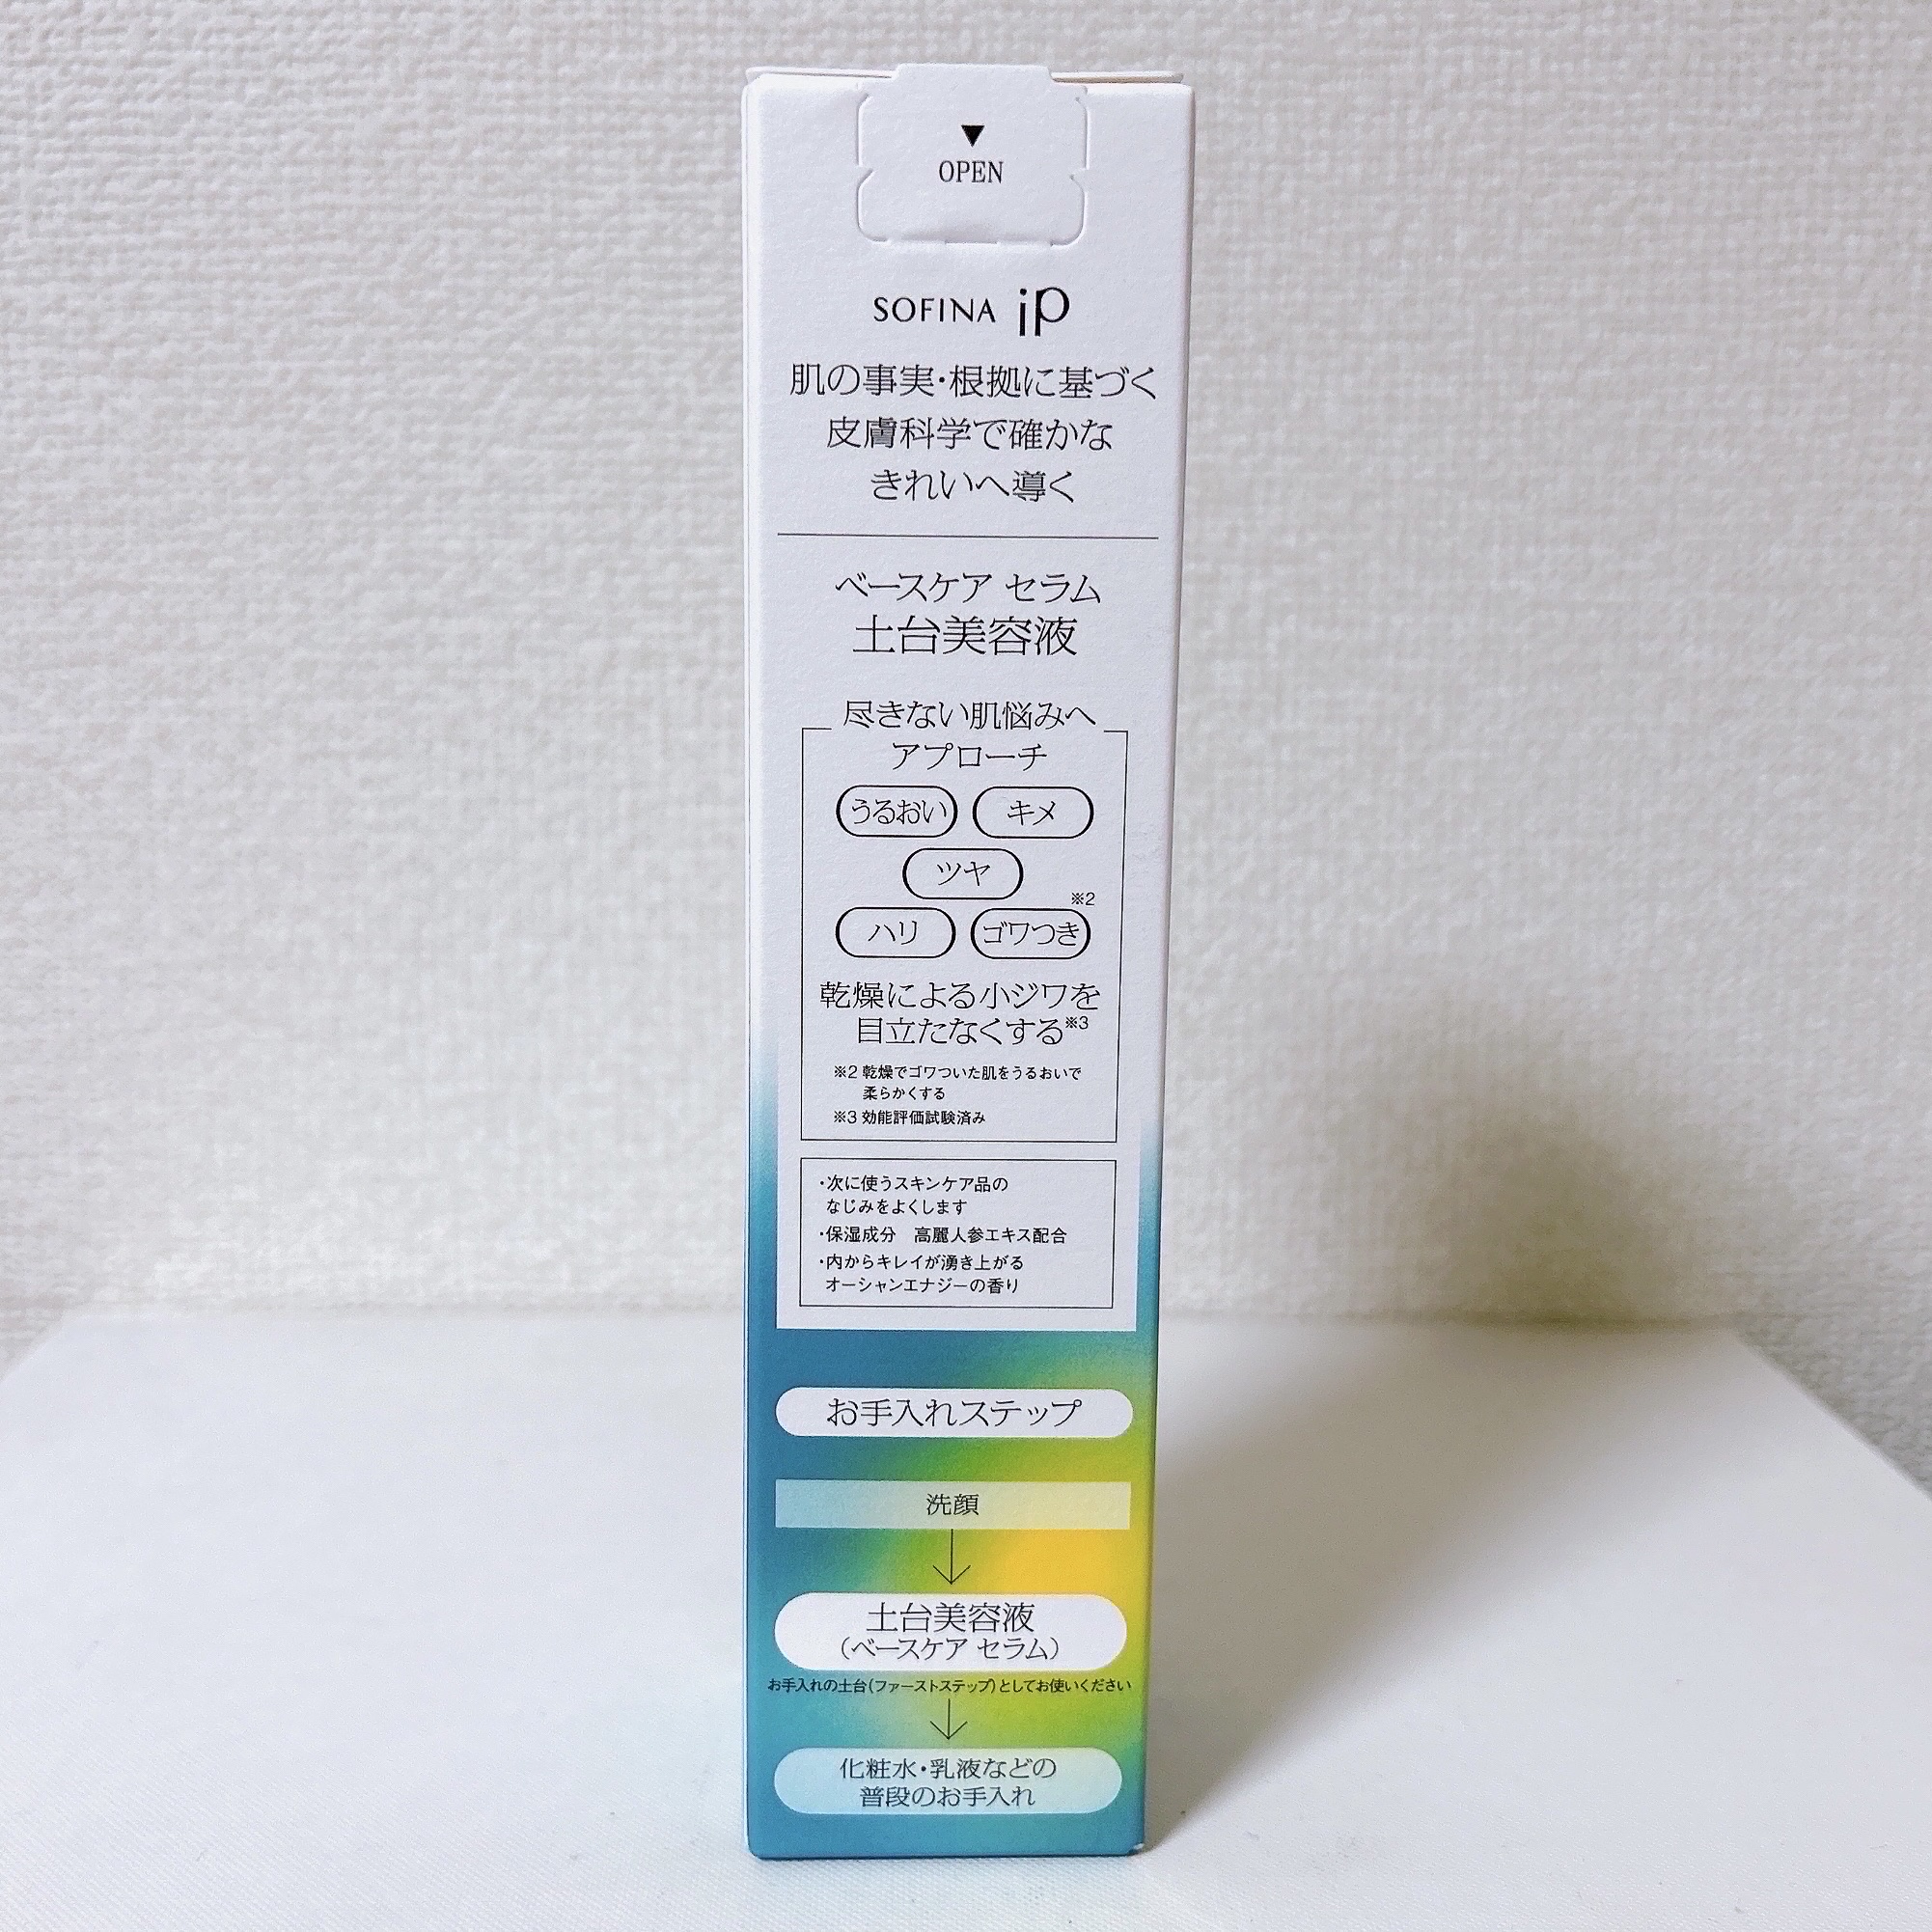 ▼
OPEN
SOFINA iP
肌の事実・根拠に基づく
皮膚科学で確かな
きれいへ導く
ベースケア セラム
土台美容液
尽きない肌悩みへ
アプローチ
うるおい キメ
ツヤ
※2
ハリ ゴワつき
乾燥による小ジワを
目立たなくする※3
※2 乾燥でゴワついた肌をうるおいで
柔らかくする
※3 効能評価試験済み
・次に使うスキンケア品の
なじみをよくします
・保湿成分 高麗人参エキス配合
・内からキレイが湧き上がる
オーシャンエナジーの香り
お手入れステップ
洗顔
土台美容液
(ベースケア セラム)
お手入れの土台(ファーストステップ)としてお使いください
化粧水・乳液などの
普段のお手入れ